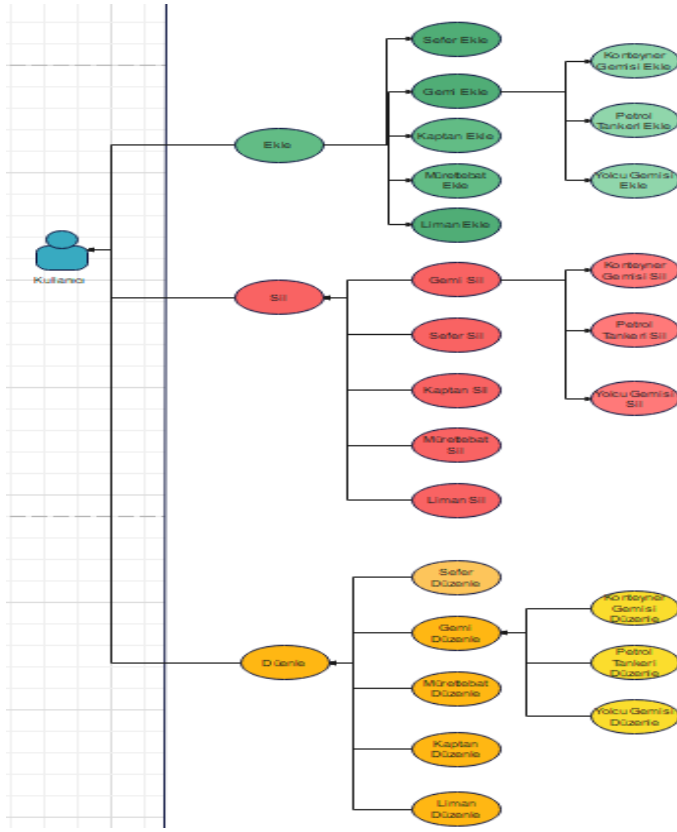 Sefer Ekle
Konteyner
Gemisi Ekle
Gemi Ekle
Petrol
Tankeri Ekle
Ekle
Kaptan Ekle
Mürettebat
Ekle
Yolcu Gemisi
Ekle
Liman Ekle
Kullanıcı
Gemi Sil
Konteyner
Gemisi Sil
Sil
Sefer Sil
Petrol
Tankeri Sil
Kaptan Sil
Yolcu Gemisi
Sil
Mürettebat
Sil
Liman Sil
Sefer
Düzenle
Konteyner
Gemisi
Düzenle
Gemi
Düzenle
Düenle
Petrol
Tankeri
Düzenle
Mürettebat
Düzenle
Yolcu Gemisi
Düzenle
Kaptan
Düzenle
Liman
Düzenle